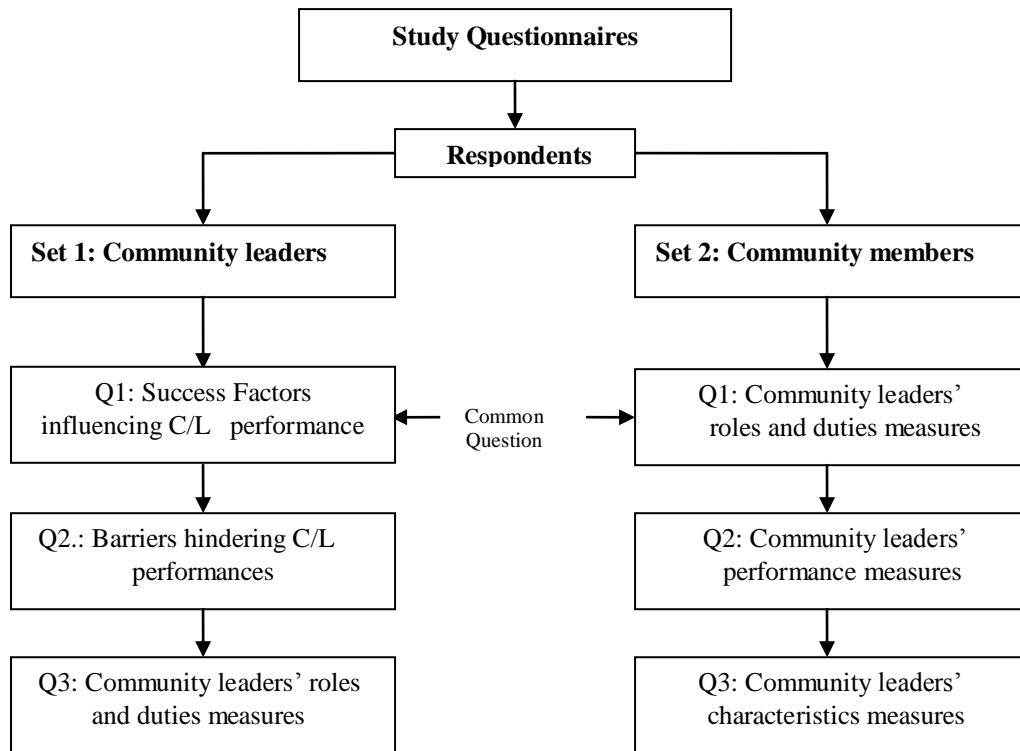 Study Questionnaires
Respondents
Set 1: Community leaders
Set 2: Community members
Q1: Success Factors
influencing C/L performance
Common
Question
Q1: Community leaders’
roles and duties measures
Q2.: Barriers hindering C/L
performances
Q2: Community leaders’
performance measures
Q3: Community leaders’ roles
and duties measures
Q3: Community leaders’
characteristics measures